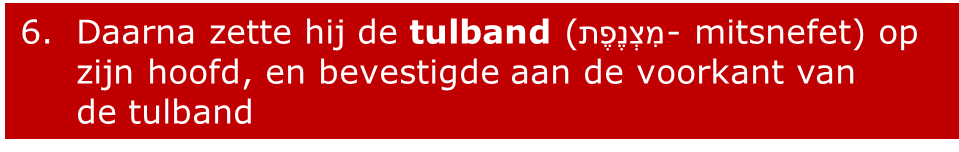 6. Daarna zette hij de tulband (מִצְנֶפֶת- mitsnefet) op
zijn hoofd, en bevestigde aan de voorkant van
de tulband